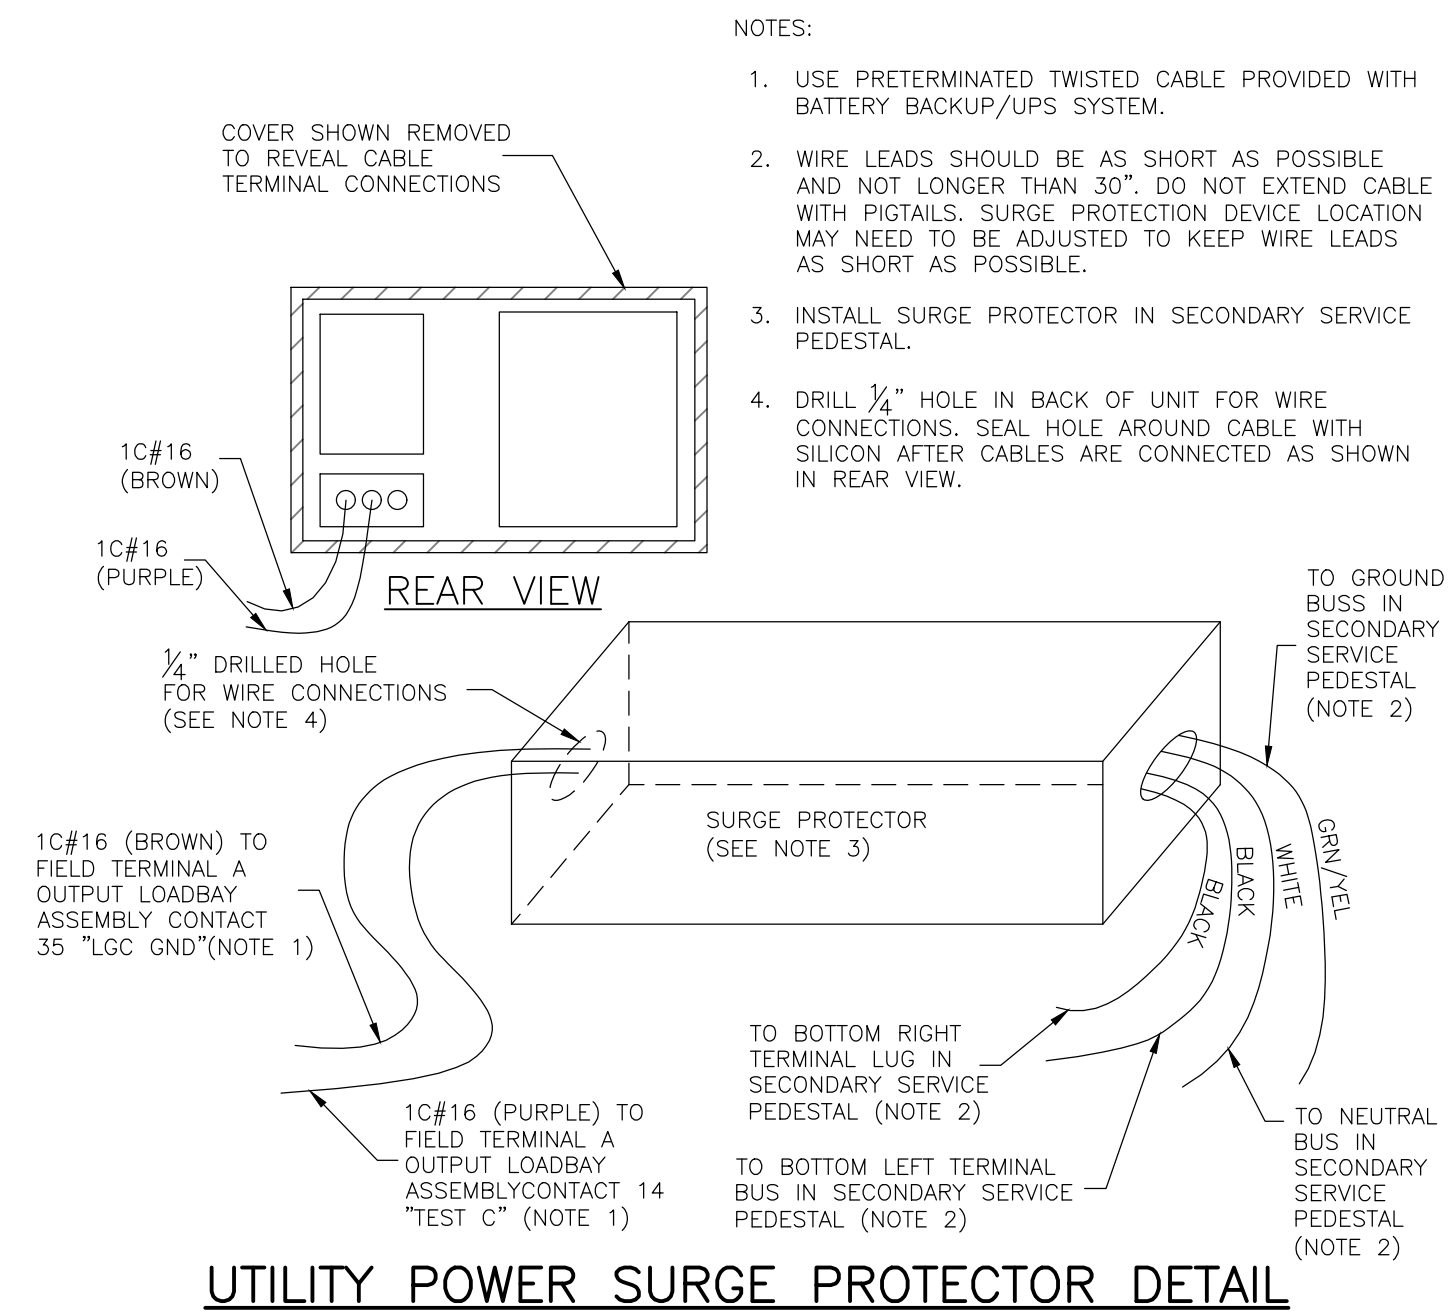 NOTES:
1. USE PRETERMINATED TWISTED CABLE PROVIDED WITH
BATTERY BACKUP/UPS SYSTEM.
2. WIRE LEADS SHOULD BE AS SHORT AS POSSIBLE
AND NOT LONGER THAN 30". DO NOT EXTEND CABLE
WITH PIGTAILS. SURGE PROTECTION DEVICE LOCATION
MAY NEED TO BE ADJUSTED TO KEEP WIRE LEADS
AS SHORT AS POSSIBLE.
3. INSTALL SURGE PROTECTOR IN SECONDARY SERVICE
PEDESTAL.
4. DRILL 1/4" HOLE IN BACK OF UNIT FOR WIRE
CONNECTIONS. SEAL HOLE AROUND CABLE WITH
SILICON AFTER CABLES ARE CONNECTED AS SHOWN
IN REAR VIEW.
COVER SHOWN REMOVED
TO REVEAL CABLE
TERMINAL CONNECTIONS
1C#16
(BROWN)
1C#16
(PURPLE)
REAR VIEW
1/4" DRILLED HOLE
FOR WIRE CONNECTIONS
(SEE NOTE 4)
TO GROUND
BUSS IN
SECONDARY
SERVICE
PEDESTAL
(NOTE 2)
SURGE PROTECTOR
(SEE NOTE 3)
BLACK
BLACK
WHITE
GRN/YEL
1C#16 (BROWN) TO
FIELD TERMINAL A
OUTPUT LOADBAY
ASSEMBLY CONTACT
35 "LGC GND"(NOTE 1)
1C#16 (PURPLE) TO
FIELD TERMINAL A
OUTPUT LOADBAY
ASSEMBLYCONTACT 14
"TEST C" (NOTE 1)
TO BOTTOM RIGHT
TERMINAL LUG IN
SECONDARY SERVICE
PEDESTAL (NOTE 2)
TO BOTTOM LEFT TERMINAL
BUS IN SECONDARY SERVICE
PEDESTAL (NOTE 2)
TO NEUTRAL
BUS IN
SECONDARY
SERVICE
PEDESTAL
(NOTE 2)
UTILITY POWER SURGE PROTECTOR DETAIL